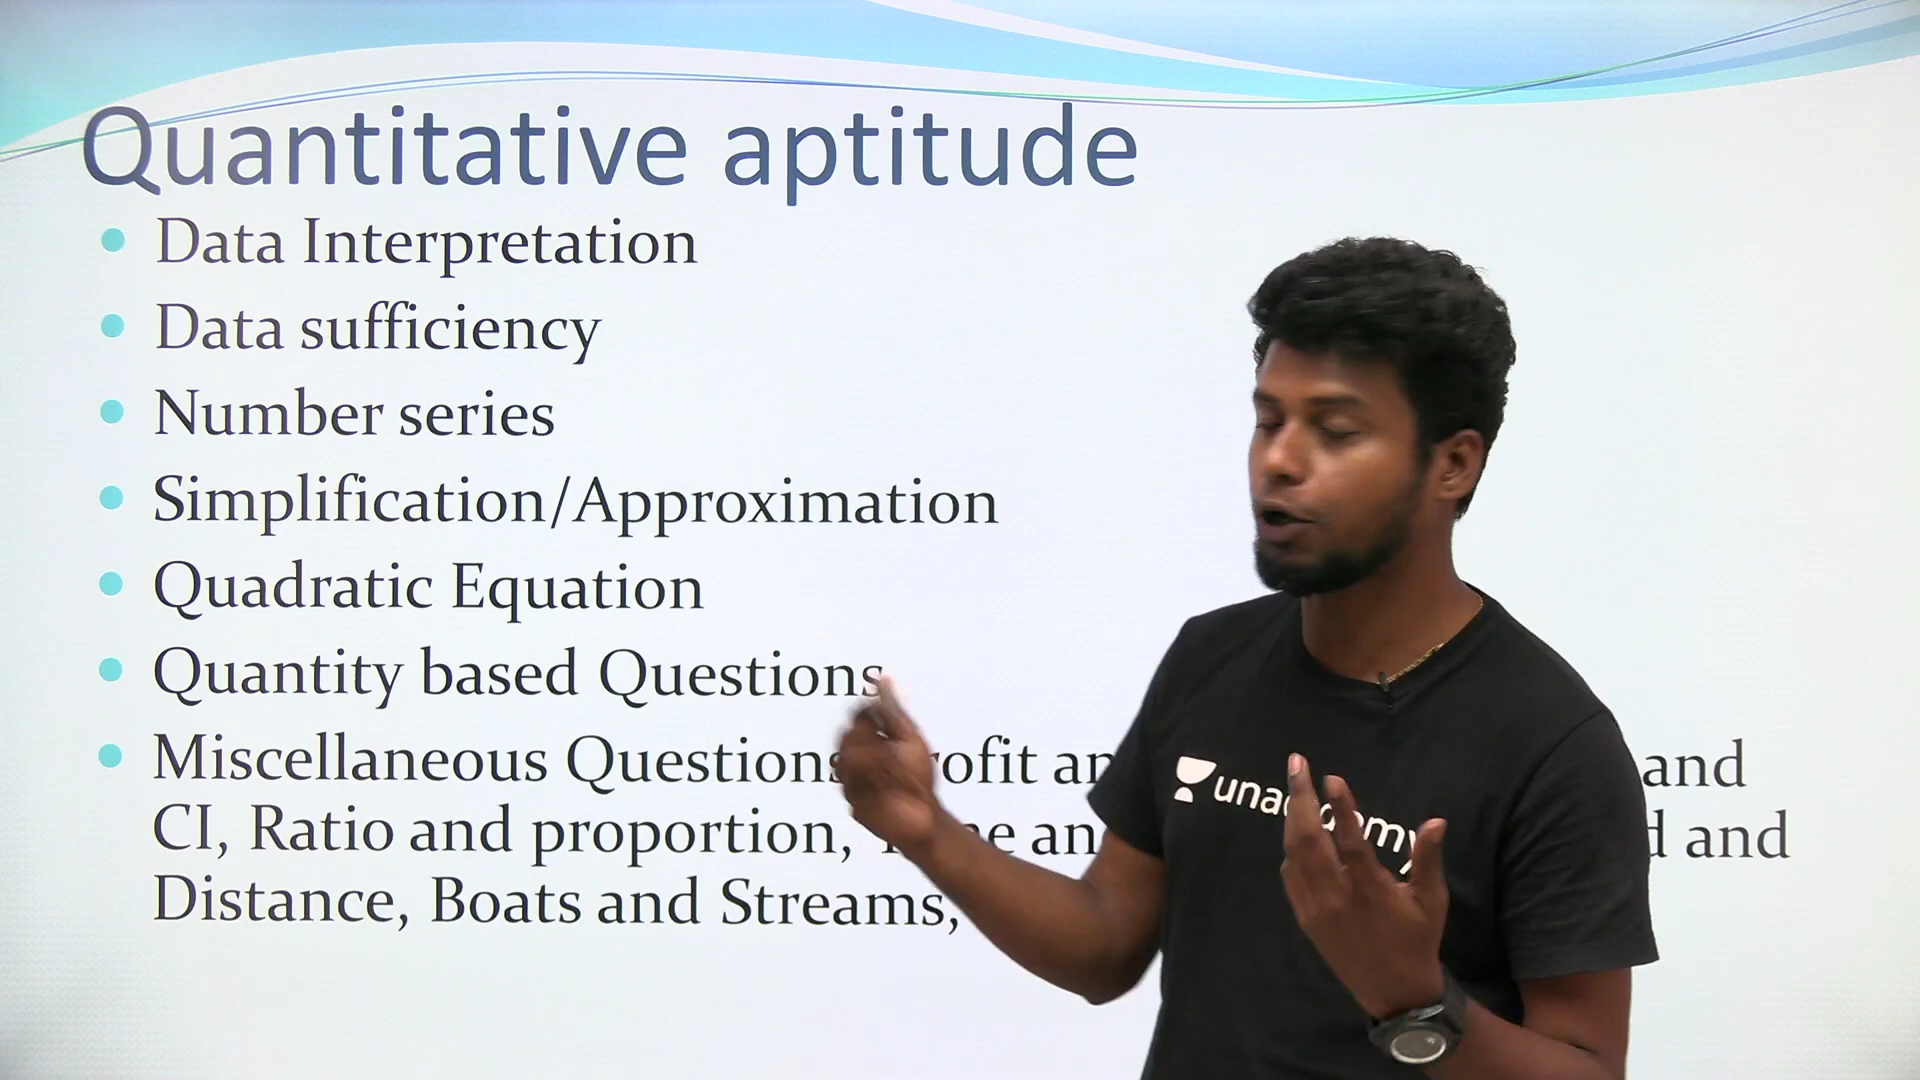 Quantitative aptitude
Data Interpretation
Data sufficiency
Number series
Simplification/Approximation
Quadratic Equation
Quantity based Questions
Miscellaneous Questions and
CI, Ratio and proportion, and
Distance, Boats and Streams,
unacademy